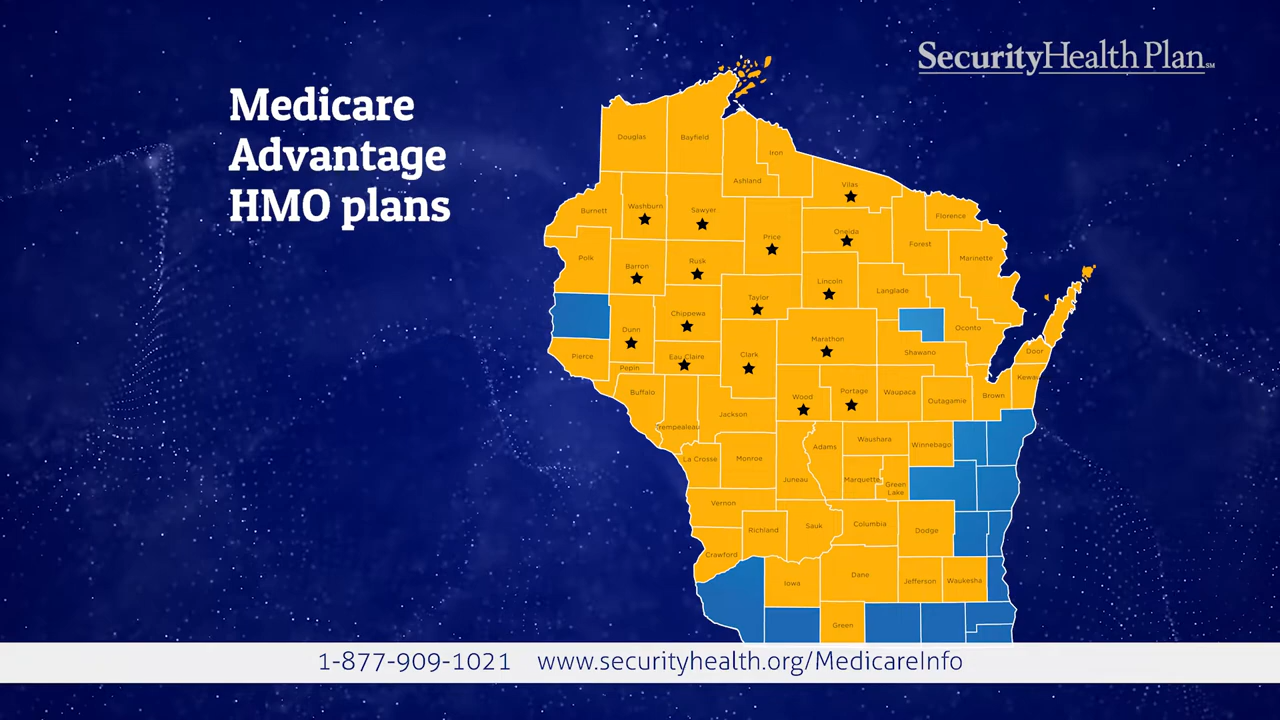 SecurityHealth Plan SM
Medicare
Advantage
HMO plans
Douglas
Bayfield
Iron
Ashland
Vilas
Burnett
Washburn
Sawyer
Florence
Price
Oneida
Forest
Polk
Barron
Rusk
Marinette
Lincoln
Langlade
Taylor
Chippewa
Dunn
Oconto
Marathon
Pierce
Eau Claire
Clark
Shawano
Door
Pepin
Kewau
Buffalo
Wood
Portage
Waupaca
Outagamie
Brown
Jackson
Trempealeau
Adams
Waushara
Winnebago
La Crosse
Monroe
Juneau
Marquette
Green
Lake
Vernon
Richland
Sauk
Columbia
Dodge
Crawford
Iowa
Dane
Jefferson
Waukesha
Green
1-877-909-1021 www.securityhealth.org/MedicareInfo